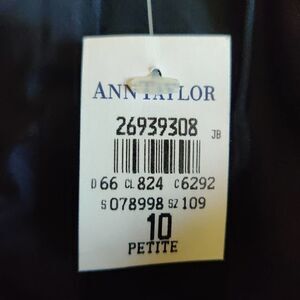 ANN TAYLOR
26939308 JB
D 66 CL 824 C 6292
S 078998 SZ 109
10
PETITE